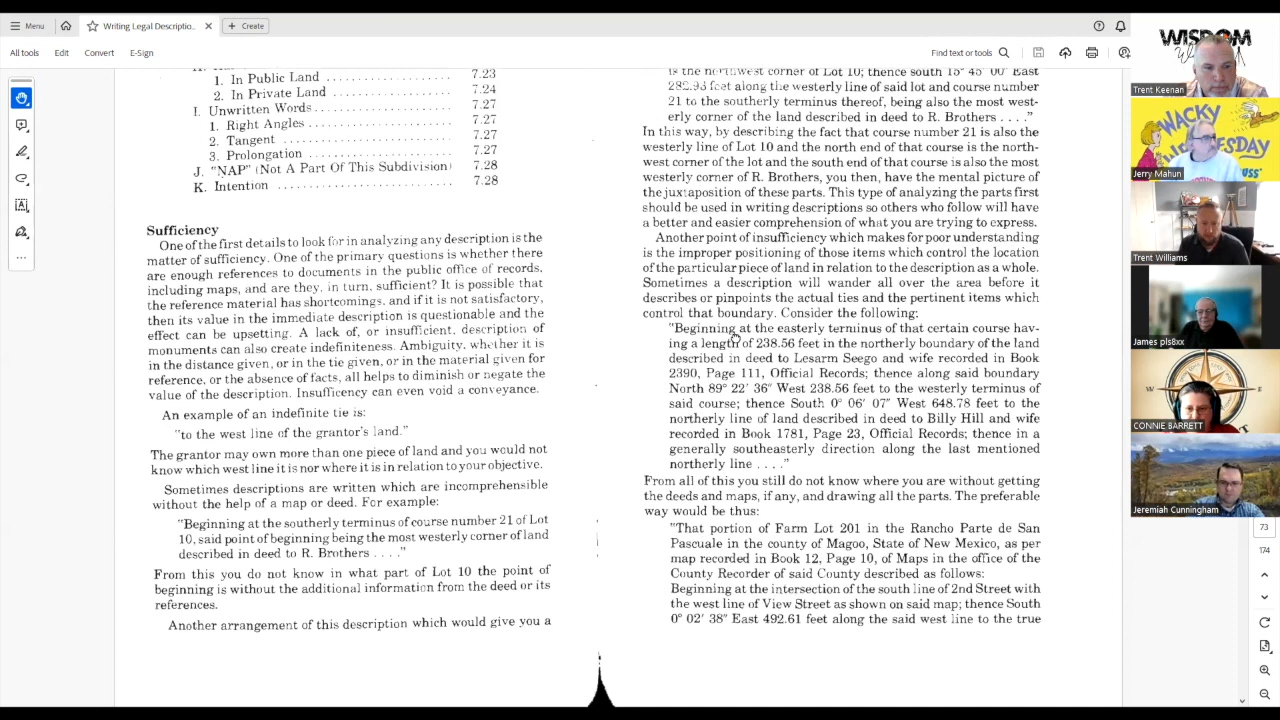 Menu
Writing Legal Descriptio...
Create
All tools
Edit
Convert
E-Sign
Find text or tools
1. In Public Land .................... 7.23
2. In Private Land ................... 7.24
I. Unwritten Words ..................... 7.27
1. Right Angles ...................... 7.27
2. Tangent ........................... 7.27
3. Prolongation ...................... 7.27
J. "NAP" (Not A Part Of This Subdivision) 7.28
K. Intention ........................... 7.28
Sufficiency
One of the first details to look for in analyzing any description is the
matter of sufficiency. One of the primary questions is whether there
are enough references to documents in the public office of records,
including maps, and are they, in turn, sufficient? It is possible that
the reference material has shortcomings, and if it is not satisfactory,
then its value in the immediate description is questionable and the
effect can be upsetting. A lack of, or insufficient, description of
monuments can also create indefiniteness. Ambiguity, whether it is
in the distance given, or in the tie given, or in the material given for
reference, or the absence of facts, all helps to diminish or negate the
value of the description. Insufficency can even void a conveyance.
An example of an indefinite tie is:
"to the west line of the grantor's land."
The grantor may own more than one piece of land and you would not
know which west line it is nor where it is in relation to your objective.
Sometimes descriptions are written which are incomprehensible
without the help of a map or deed. For example:
"Beginning at the southerly terminus of course number 21 of Lot
10, said point of beginning being the most westerly corner of land
described in deed to R. Brothers . . . ."
From this you do not know in what part of Lot 10 the point of
beginning is without the additional information from the deed or its
references.
Another arrangement of this description which would give you a
is the northwest corner of Lot 10; thence south 15° 45' 00" East
282.93 feet along the westerly line of said lot and course number
21 to the southerly terminus thereof, being also the most west-
erly corner of the land described in deed to R. Brothers . . . ."
In this way, by describing the fact that course number 21 is also the
westerly line of Lot 10 and the north end of that course is the north-
west corner of the lot and the south end of that course is also the most
westerly corner of R. Brothers, you then, have the mental picture of
the juxtaposition of these parts. This type of analyzing the parts first
should be used in writing descriptions so others who follow will have
a better and easier comprehension of what you are trying to express.
Another point of insufficiency which makes for poor understanding
is the improper positioning of those items which control the location
of the particular piece of land in relation to the description as a whole.
Sometimes a description will wander all over the area before it
describes or pinpoints the actual ties and the pertinent items which
control that boundary. Consider the following:
"Beginning at the easterly terminus of that certain course hav-
ing a length of 238.56 feet in the northerly boundary of the land
described in deed to Lesarm Seego and wife recorded in Book
2390, Page 111, Official Records; thence along said boundary
North 89° 22' 36" West 238.56 feet to the westerly terminus of
said course; thence South 0° 06' 07" West 648.78 feet to the
northerly line of land described in deed to Billy Hill and wife
recorded in Book 1781, Page 23, Official Records; thence in a
generally southeasterly direction along the last mentioned
northerly line . . . ."
From all of this you still do not know where you are without getting
the deeds and maps, if any, and drawing all the parts. The preferable
way would be thus:
"That portion of Farm Lot 201 in the Rancho Parte de San
Pascuale in the county of Magoo, State of New Mexico, as per
map recorded in Book 12, Page 10, of Maps in the office of the
County Recorder of said County described as follows:
Beginning at the intersection of the south line of 2nd Street with
the west line of View Street as shown on said map; thence South
0° 02' 38" East 492.61 feet along the said west line to the true
73
174
WISDOM
Trent Keenan
WACKY
Jerry Mahun
Trent Williams
James pls8xx
W
CONNIE BARRETT
Jeremiah Cunningham